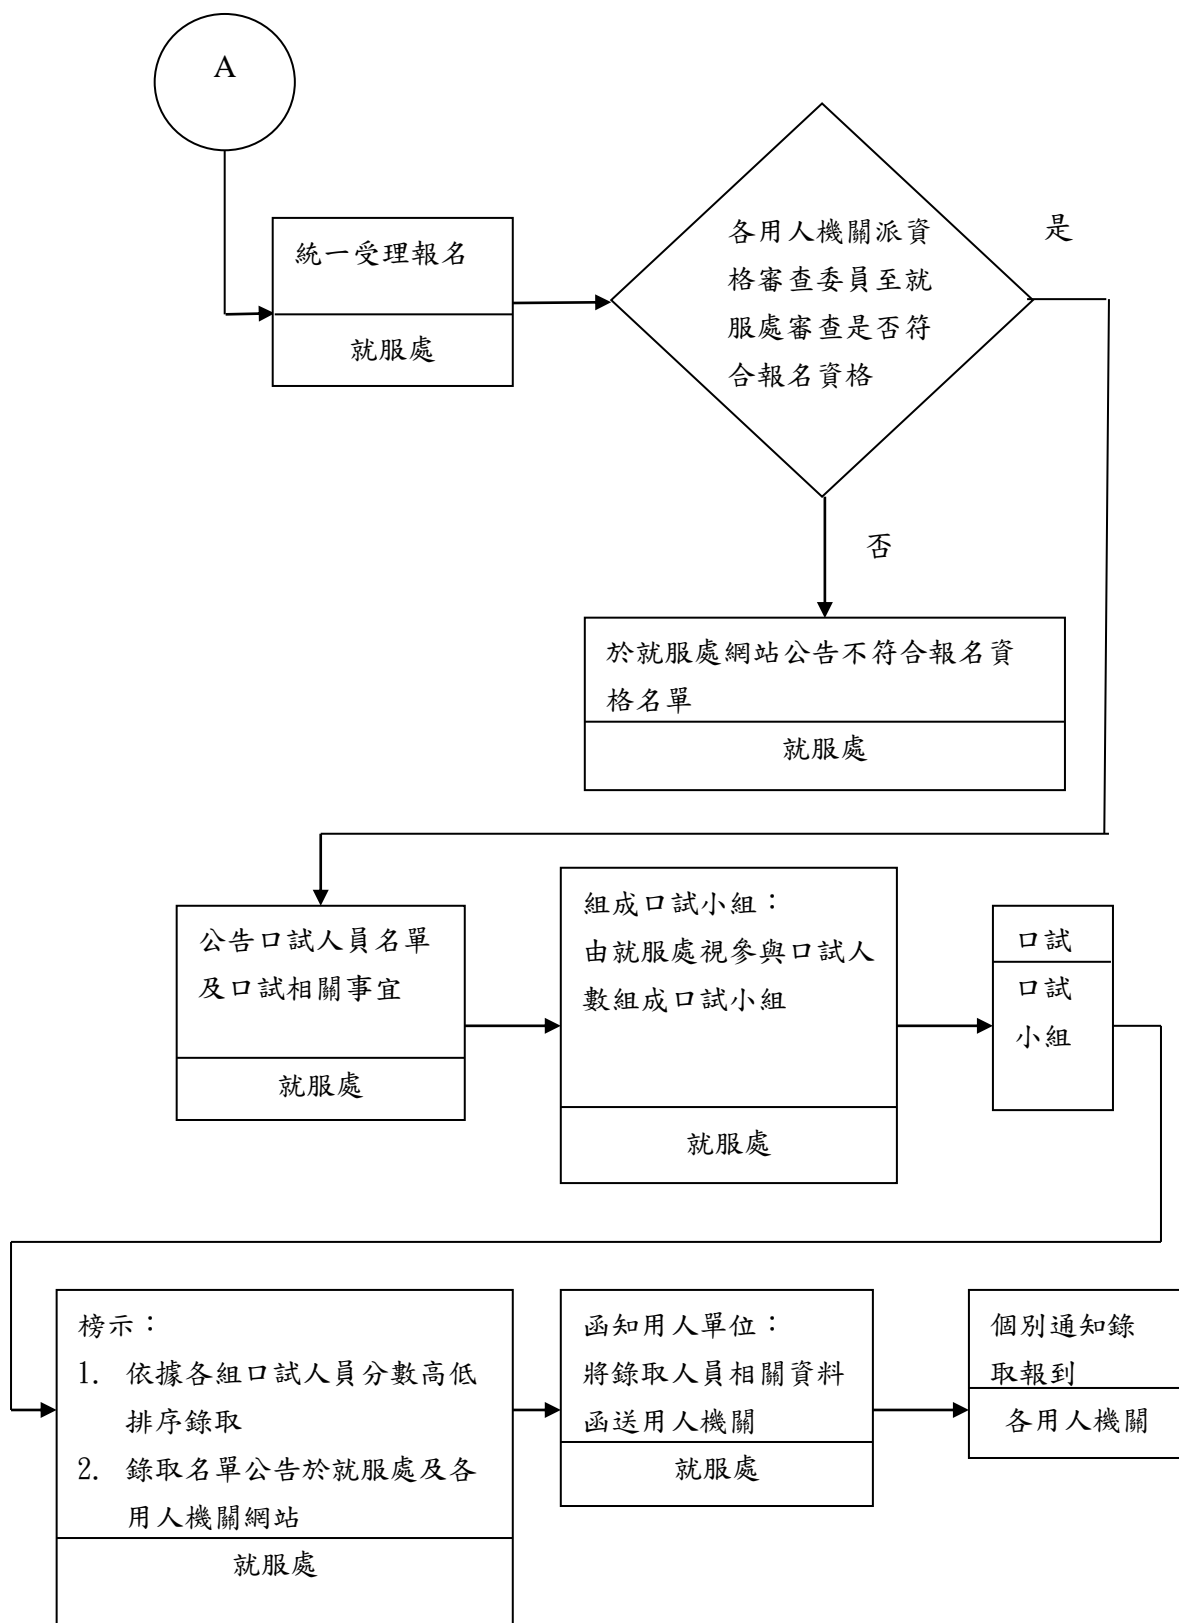 A
統一受理報名
就服處
各用人機關派資
格審查委員至就
服處審查是否符
合報名資格
是
否
於就服處網站公告不符合報名資
格名單
就服處
公告口試人員名單
及口試相關事宜
就服處
組成口試小組：
由就服處視參與口試人
數組成口試小組
就服處
口試
口試
小組
榜示：
1. 依據各組口試人員分數高低
排序錄取
2. 錄取名單公告於就服處及各
用人機關網站
就服處
函知用人單位：
將錄取人員相關資料
函送用人機關
就服處
個別通知錄
取報到
各用人機關